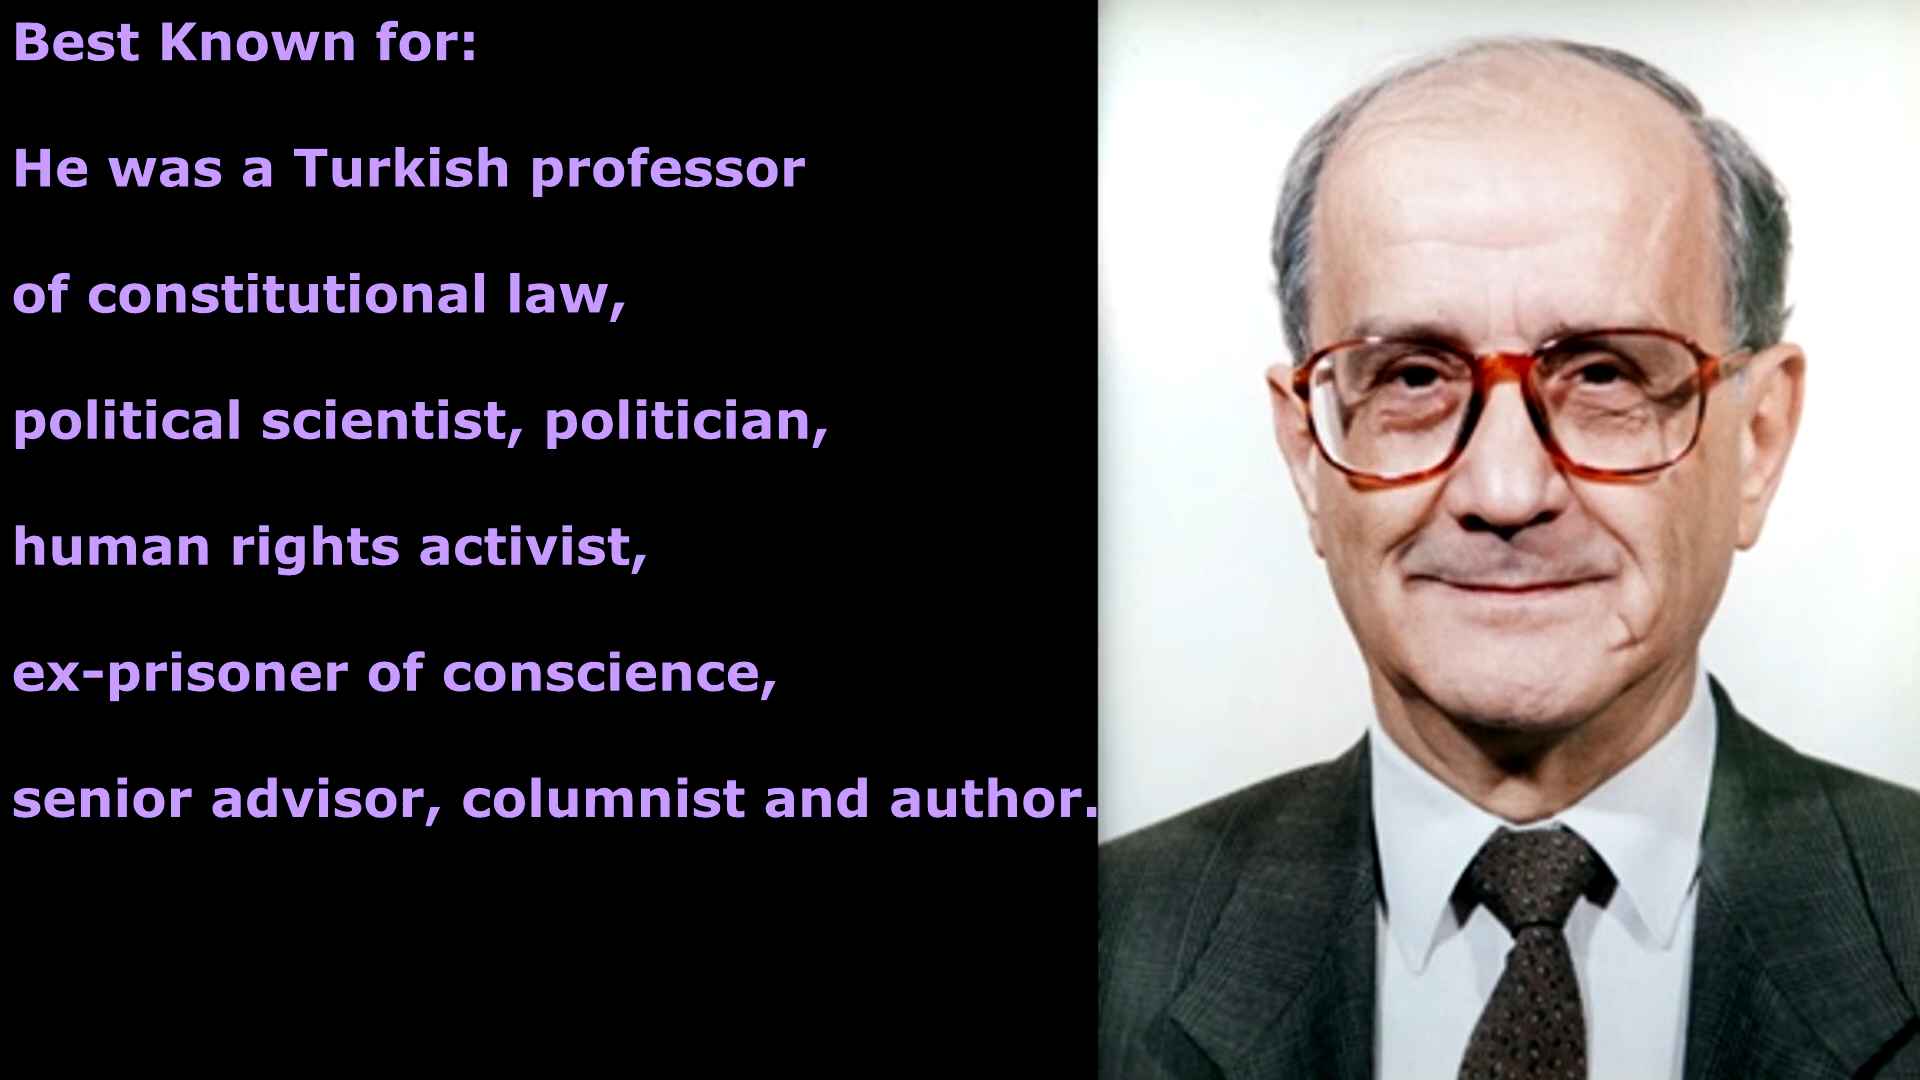 Best Known for:
He was a Turkish professor
of constitutional law,
political scientist, politician,
human rights activist,
ex-prisoner of conscience,
senior advisor, columnist and author.